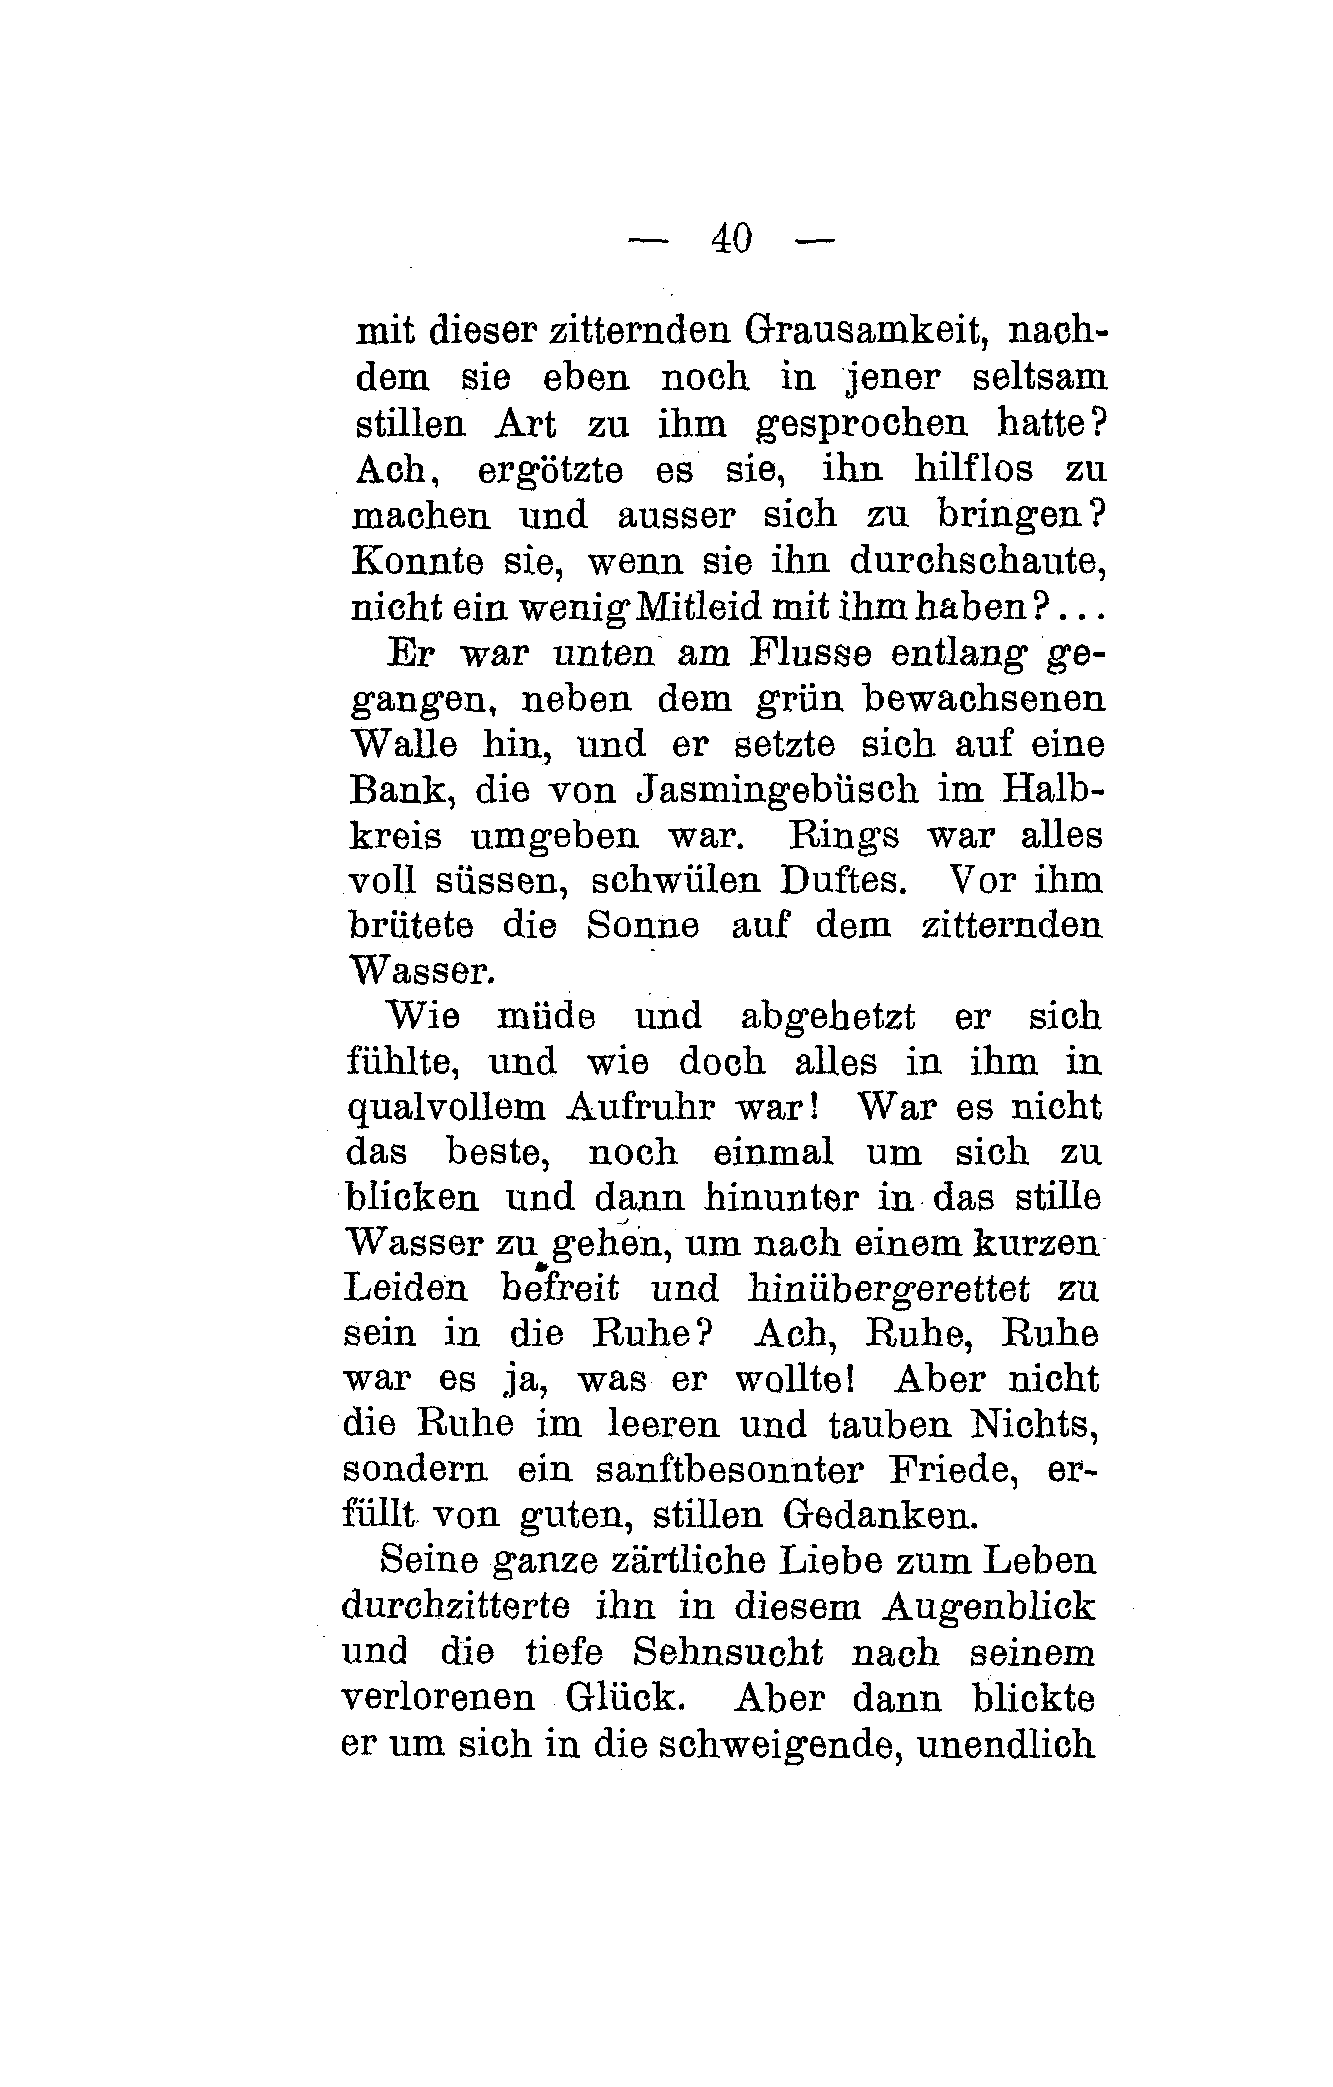 — 40 —
mit dieser zitternden Grausamkeit, nach-
dem sie eben noch in jener seltsam
stillen Art zu ihm gesprochen hatte?
Ach, ergötzte es sie, ihn hilflos zu
machen und ausser sich zu bringen?
Konnte sie, wenn sie ihn durchschaute,
nicht ein wenig Mitleid mit ihm haben? ...
Er war unten am Flusse entlang ge-
gangen, neben dem grün bewachsenen
Walle hin, und er setzte sich auf eine
Bank, die von Jasmingebüsch im Halb-
kreis umgeben war. Rings war alles
voll süssen, schwülen Duftes. Vor ihm
brütete die Sonne auf dem zitternden
Wasser.
Wie müde und abgehetzt er sich
fühlte, und wie doch alles in ihm in
qualvollem Aufruhr war! War es nicht
das beste, noch einmal um sich zu
blicken und dann hinunter in das stille
Wasser zu gehen, um nach einem kurzen
Leiden befreit und hinübergerettet zu
sein in die Ruhe? Ach, Ruhe, Ruhe
war es ja, was er wollte! Aber nicht
die Ruhe im leeren und tauben Nichts,
sondern ein sanftbesonnter Friede, er-
füllt von guten, stillen Gedanken.
Seine ganze zärtliche Liebe zum Leben
durchzitterte ihn in diesem Augenblick
und die tiefe Sehnsucht nach seinem
verlorenen Glück. Aber dann blickte
er um sich in die schweigende, unendlich